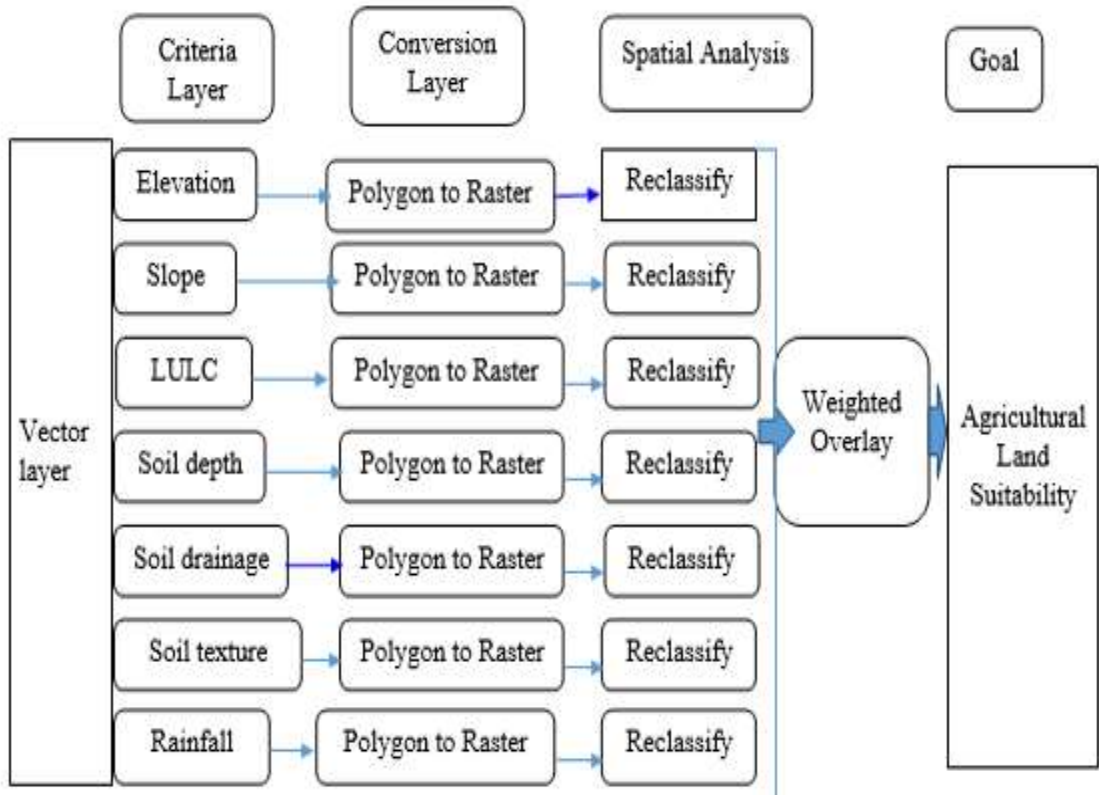 Criteria
Layer
Conversion
Layer
Spatial Analysis
Goal
Vector
layer
Elevation
Polygon to Raster
Reclassify
Slope
Polygon to Raster
Reclassify
LULC
Polygon to Raster
Reclassify
Soil depth
Polygon to Raster
Reclassify
Soil drainage
Polygon to Raster
Reclassify
Soil texture
Polygon to Raster
Reclassify
Rainfall
Polygon to Raster
Reclassify
Weighted
Overlay
Agricultural
Land
Suitability